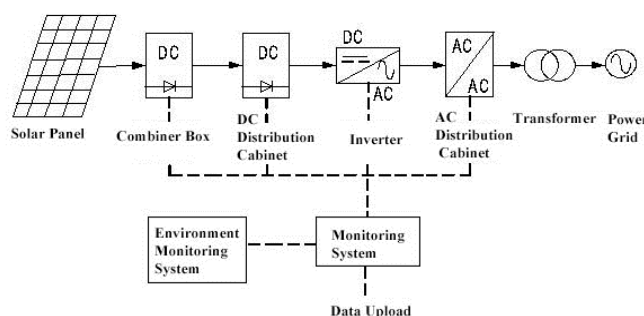 DC
DC
DC
AC
AC
AC
Solar Panel
Combiner Box
DC
Distribution
Cabinet
Inverter
AC
Distribution
Cabinet
Transformer
Power
Grid
Environment
Monitoring
System
Monitoring
System
Data Upload